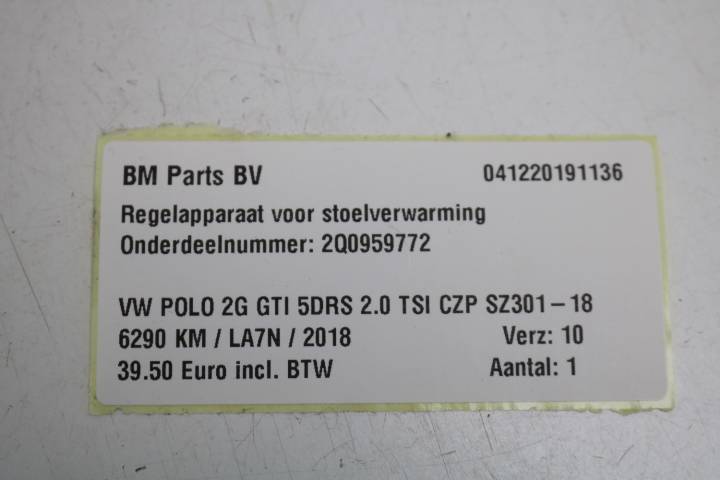 BM Parts BV 041220191136
Regelapparaat voor stoelverwarming
Onderdeelnummer: 2Q0959772
VW POLO 2G GTI 5DRS 2.0 TSI CZP SZ301-18
6290 KM / LA7N / 2018 Verz: 10
39.50 Euro incl. BTW Aantal: 1